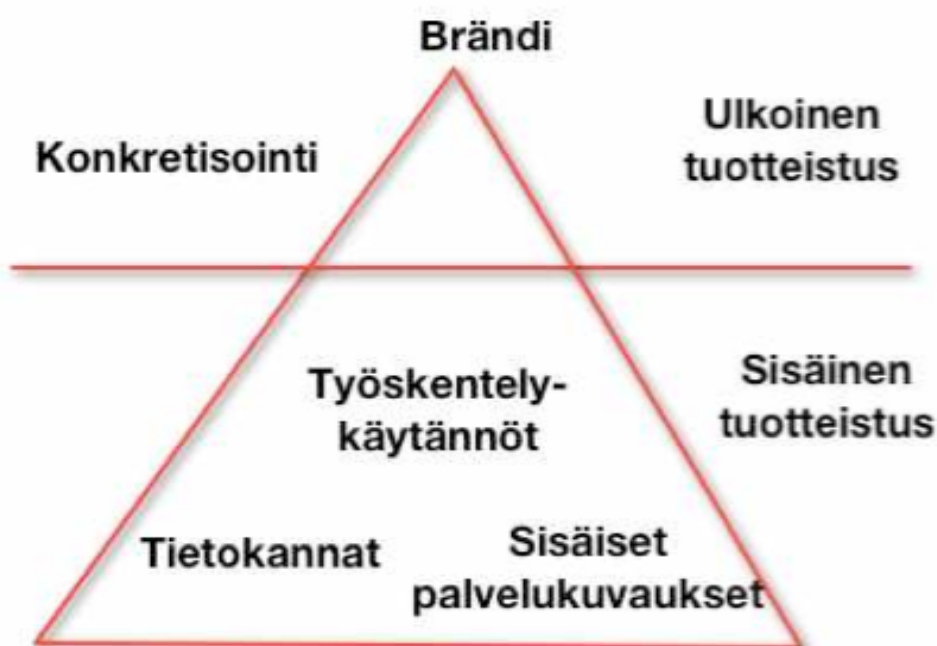 Brändi
Konkretisointi
Ulkoinen
tuotteistus
Työskentely-
käytännöt
Sisäinen
tuotteistus
Tietokannat
Sisäiset
palvelukuvaukset